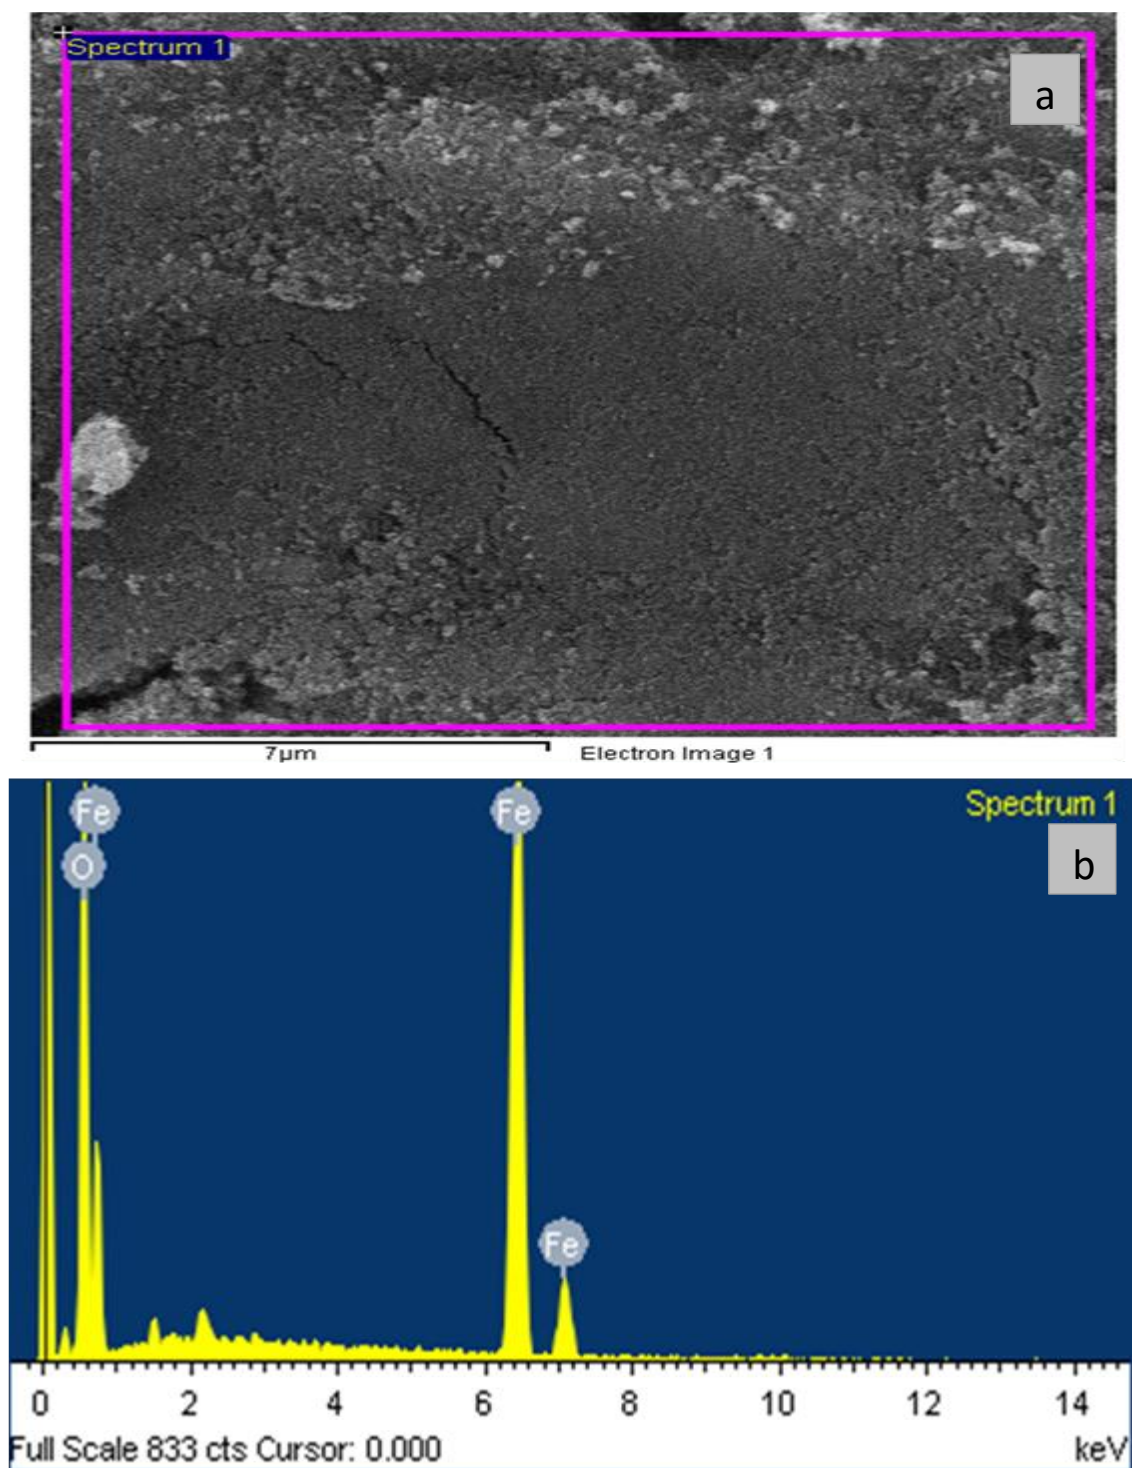 Spectrum 1
a
7µm
Electron Image 1
Fe
Fe
Spectrum 1
O
b
Fe
0 2 4 6 8 10 12 14
Full Scale 833 cts Cursor: 0.000
keV